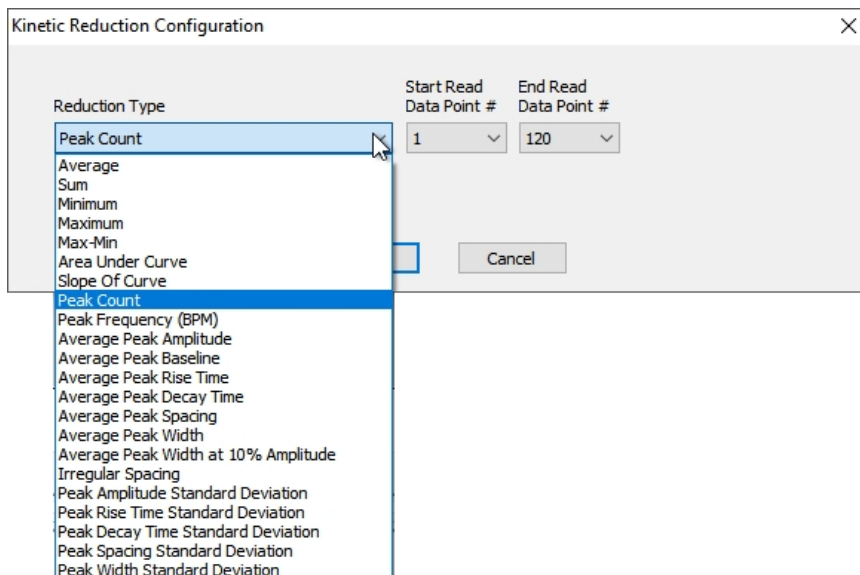 Kinetic Reduction Configuration
Reduction Type
Start Read
Data Point #
End Read
Data Point #
Peak Count
1
120
Average
Sum
Minimum
Maximum
Max-Min
Area Under Curve
Slope Of Curve
Peak Count
Peak Frequency (BPM)
Average Peak Amplitude
Average Peak Baseline
Average Peak Rise Time
Average Peak Decay Time
Average Peak Spacing
Average Peak Width
Average Peak Width at 10% Amplitude
Irregular Spacing
Peak Amplitude Standard Deviation
Peak Rise Time Standard Deviation
Peak Decay Time Standard Deviation
Peak Spacing Standard Deviation
Peak Width Standard Deviation
Cancel